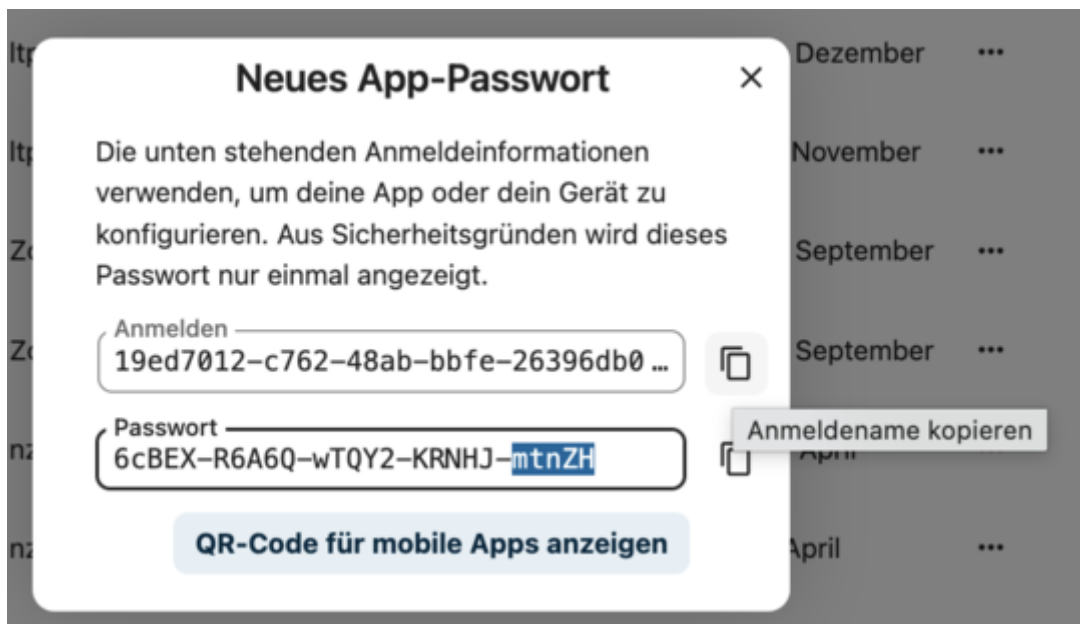 Neues App-Passwort
Dezember
Die unten stehenden Anmeldeinformationen
November
verwenden, um deine App oder dein Gerät zu
konfigurieren. Aus Sicherheitsgründen wird dieses
September
Passwort nur einmal angezeigt.
Anmelden
19ed7012-c762-48ab-bbfe-26396db0 …
September
Anmeldename kopieren
Passwort
6cBEX-R6A6Q-wTQY2-KRNHJ-mtnZH
April
QR-Code für mobile Apps anzeigen
April